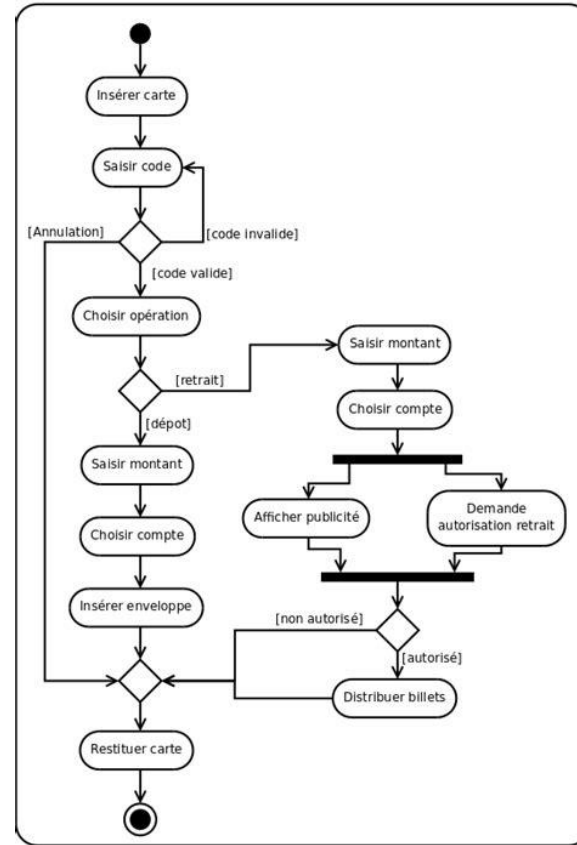 Insérer carte
Saisir code
[Annulation]
[code invalide]
[code valide]
Choisir opération
[retrait]
[dépot]
Saisir montant
Choisir compte
Insérer enveloppe
Saisir montant
Choisir compte
Afficher publicité
Demande
autorisation retrait
[non autorisé]
[autorisé]
Distribuer billets
Restituer carte